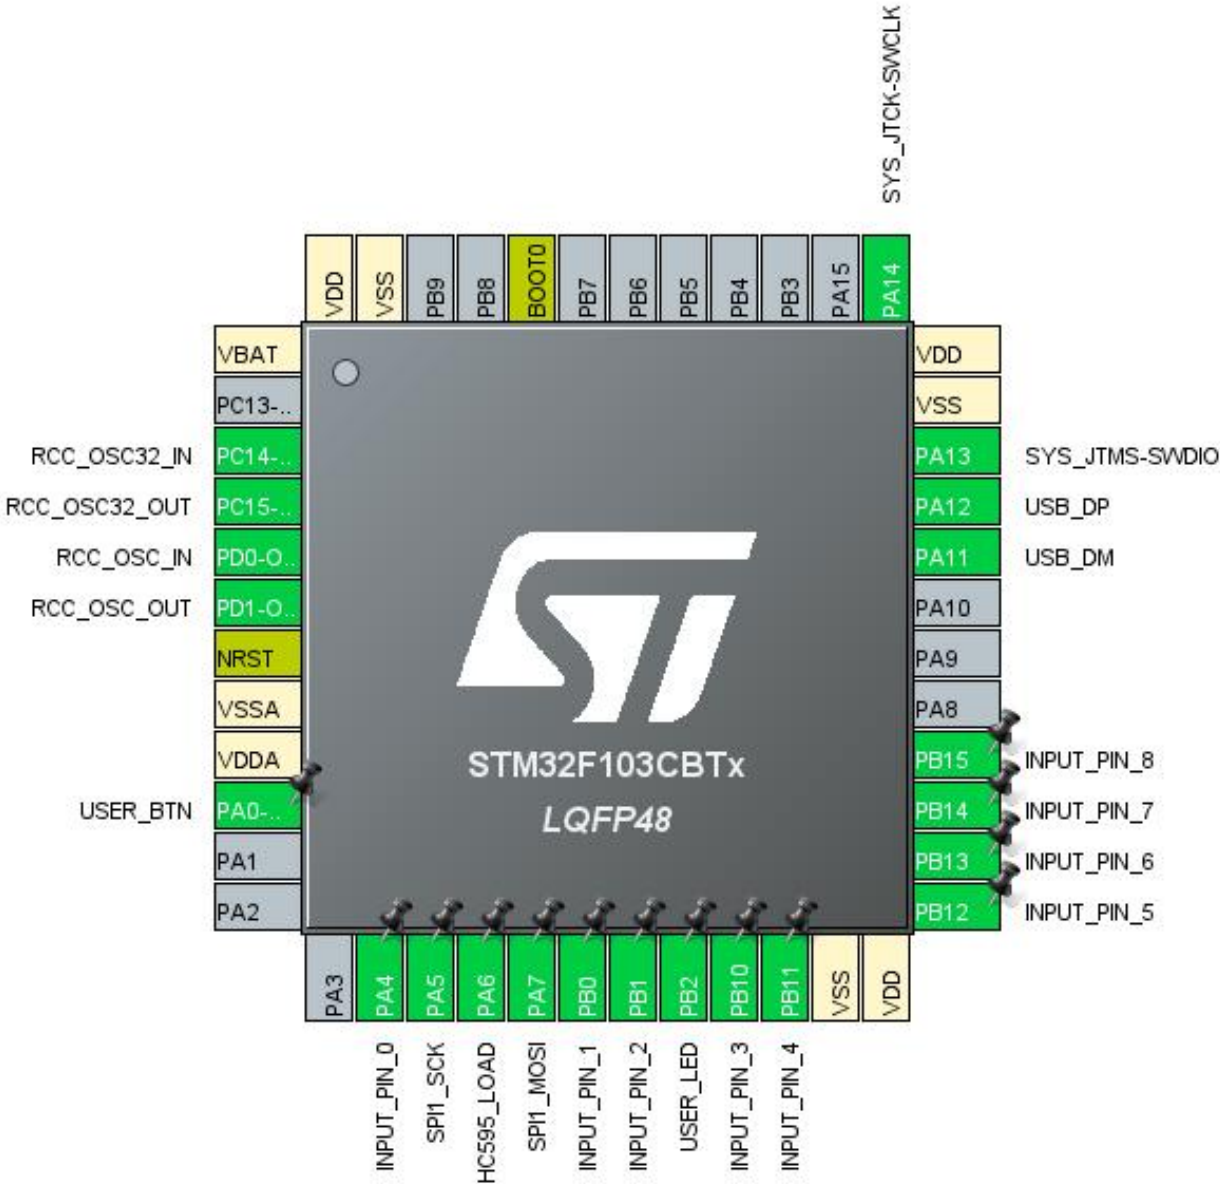 SYS_JTCK-SWCLK
VDD
VSS
PB9
PB8
BOOT0
PB7
PB6
PB5
PB4
PB3
PA15
PA14
VBAT
PC13-..
RCC_OSC32_IN PC14-..
RCC_OSC32_OUT PC15-..
RCC_OSC_IN PD0-O..
RCC_OSC_OUT PD1-O..
NRST
VSSA
VDDA
USER_BTN PA0-..
PA1
PA2
ST
STM32F103CBTx
LQFP48
VDD
VSS
PA13 SYS_JTMS-SWDIO
PA12 USB_DP
PA11 USB_DM
PA10
PA9
PA8
PB15 INPUT_PIN_8
PB14 INPUT_PIN_7
PB13 INPUT_PIN_6
PB12 INPUT_PIN_5
PA3
PA4
PA5
PA6
PA7
PB0
PB1
PB2
PB10
PB11
VSS
VDD
INPUT_PIN_0
SPI1_SCK
HC595_LOAD
SPI1_MOSI
INPUT_PIN_1
INPUT_PIN_2
USER_LED
INPUT_PIN_3
INPUT_PIN_4